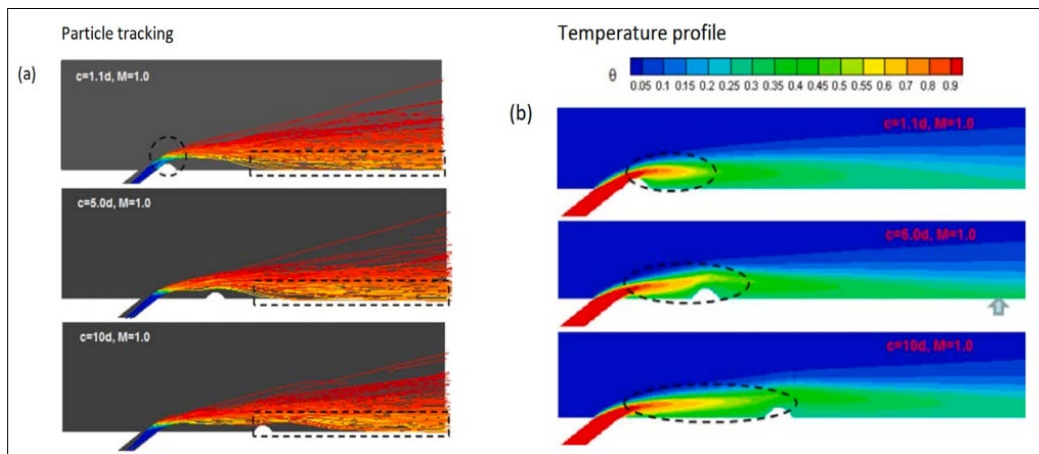 Particle tracking
(a)
c=1.1d, M=1.0
c=5.0d, M=1.0
c=10d, M=1.0
Temperature profile
θ
0.05 0.1 0.15 0.2 0.25 0.3 0.35 0.4 0.45 0.5 0.55 0.6 0.7 0.8 0.9
(b)
c=1.1d, M=1.0
c=5.0d, M=1.0
c=10d, M=1.0